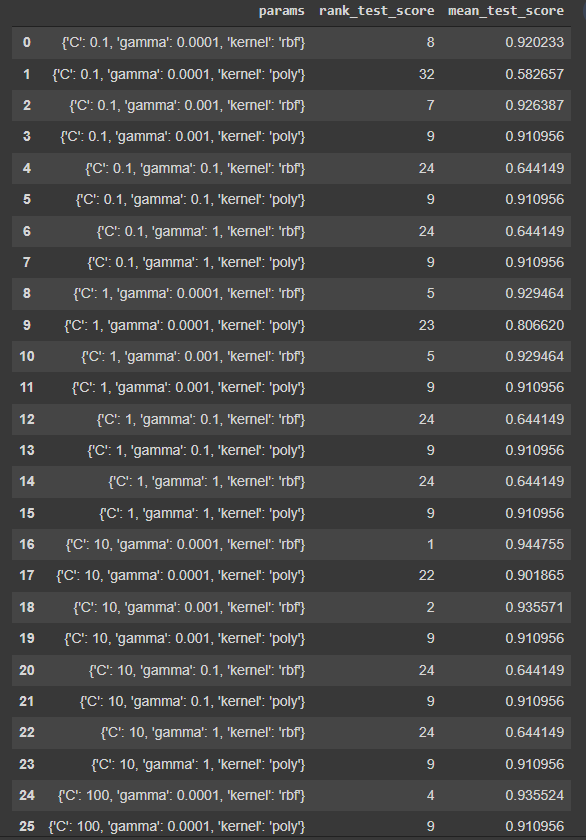 params rank_test_score mean_test_score
0 {'C': 0.1, 'gamma': 0.0001, 'kernel': 'rbf'} 8 0.920233
1 {'C': 0.1, 'gamma': 0.0001, 'kernel': 'poly'} 32 0.582657
2 {'C': 0.1, 'gamma': 0.001, 'kernel': 'rbf'} 7 0.926387
3 {'C': 0.1, 'gamma': 0.001, 'kernel': 'poly'} 9 0.910956
4 {'C': 0.1, 'gamma': 0.1, 'kernel': 'rbf'} 24 0.644149
5 {'C': 0.1, 'gamma': 0.1, 'kernel': 'poly'} 9 0.910956
6 {'C': 0.1, 'gamma': 1, 'kernel': 'rbf'} 24 0.644149
7 {'C': 0.1, 'gamma': 1, 'kernel': 'poly'} 9 0.910956
8 {'C': 1, 'gamma': 0.0001, 'kernel': 'rbf'} 5 0.929464
9 {'C': 1, 'gamma': 0.0001, 'kernel': 'poly'} 23 0.806620
10 {'C': 1, 'gamma': 0.001, 'kernel': 'rbf'} 5 0.929464
11 {'C': 1, 'gamma': 0.001, 'kernel': 'poly'} 9 0.910956
12 {'C': 1, 'gamma': 0.1, 'kernel': 'rbf'} 24 0.644149
13 {'C': 1, 'gamma': 0.1, 'kernel': 'poly'} 9 0.910956
14 {'C': 1, 'gamma': 1, 'kernel': 'rbf'} 24 0.644149
15 {'C': 1, 'gamma': 1, 'kernel': 'poly'} 9 0.910956
16 {'C': 10, 'gamma': 0.0001, 'kernel': 'rbf'} 1 0.944755
17 {'C': 10, 'gamma': 0.0001, 'kernel': 'poly'} 22 0.901865
18 {'C': 10, 'gamma': 0.001, 'kernel': 'rbf'} 2 0.935571
19 {'C': 10, 'gamma': 0.001, 'kernel': 'poly'} 9 0.910956
20 {'C': 10, 'gamma': 0.1, 'kernel': 'rbf'} 24 0.644149
21 {'C': 10, 'gamma': 0.1, 'kernel': 'poly'} 9 0.910956
22 {'C': 10, 'gamma': 1, 'kernel': 'rbf'} 24 0.644149
23 {'C': 10, 'gamma': 1, 'kernel': 'poly'} 9 0.910956
24 {'C': 100, 'gamma': 0.0001, 'kernel': 'rbf'} 4 0.935524
25 {'C': 100, 'gamma': 0.0001, 'kernel': 'poly'} 9 0.910956